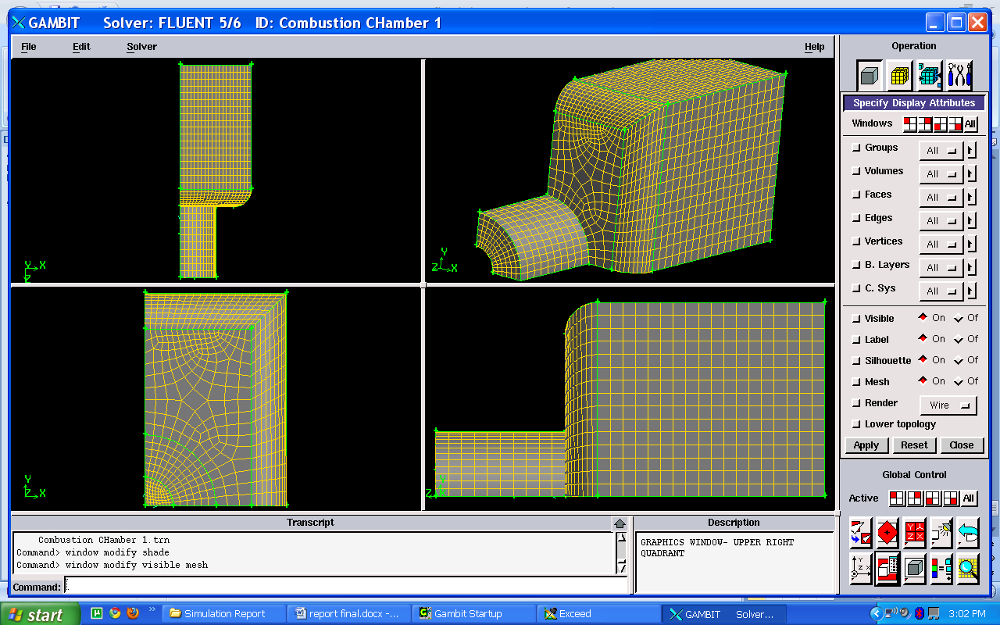 GAMBIT Solver: FLUENT 5/6 ID: Combustion CHamber 1
File Edit Solver Help
Operation
Specify Display Attributes
Windows All
Groups All
Volumes All
Faces All
Edges All
Vertices All
B. Layers All
C. Sys All
Visible On Of
Label On Of
Silhouette On Of
Mesh On Of
Render Wire
Lower topology
Apply Reset Close
Global Control
Active All
Y X
Z
Y
Z X
Y
Z X
Y
Z X
Transcript
Combustion CHamber 1.trn
Command> window modify shade
Command> window modify visible mesh
Command:
Description
GRAPHICS WINDOW- UPPER RIGHT
QUADRANT
start
Simulation Report
report final.docx -...
Gambit Startup
Exceed
GAMBIT Solver...
3:02 PM